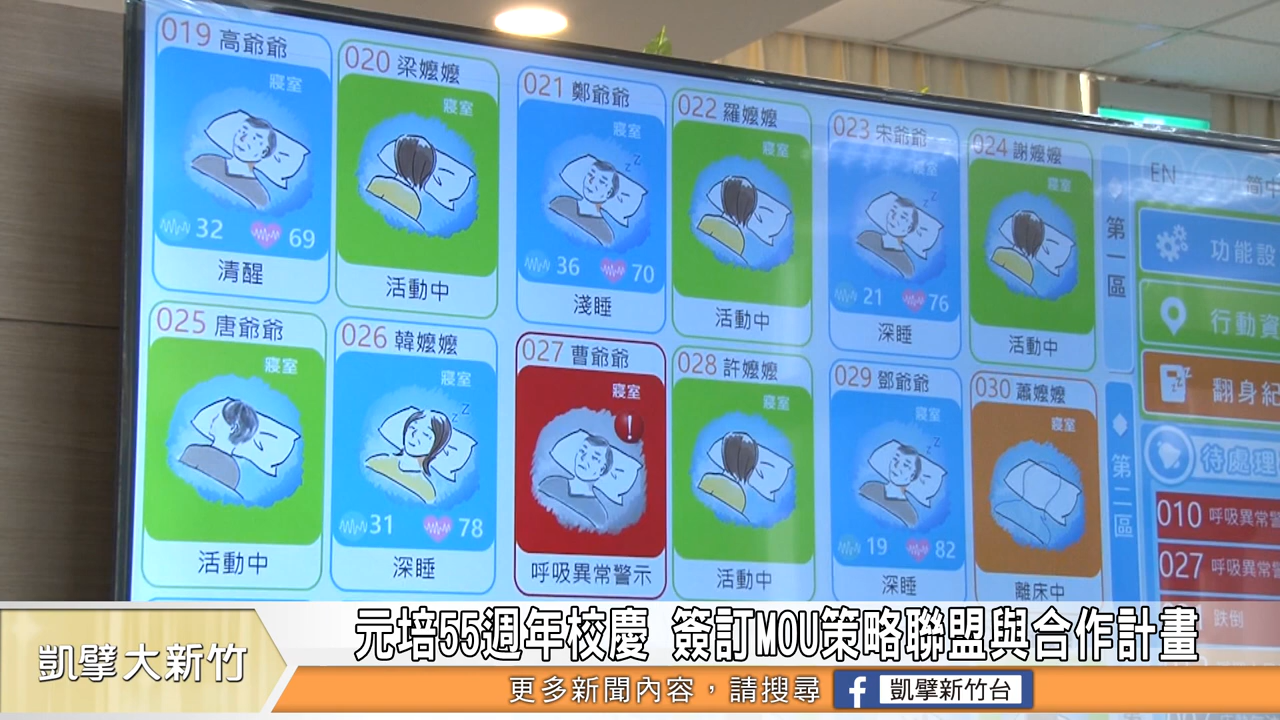 019 高爺爺
寢室
32 69
清醒
020 梁嬤嬤
寢室
活動中
021 鄭爺爺
寢室
36 70
淺睡
022 羅嬤嬤
寢室
活動中
023 宋爺爺
寢室
21 76
深睡
024 謝嬤嬤
寢室
活動中
025 唐爺爺
寢室
活動中
026 韓嬤嬤
寢室
31 78
深睡
027 曹爺爺
寢室
呼吸異常警示
028 許嬤嬤
寢室
活動中
029 鄧爺爺
寢室
19 82
深睡
030 蕭嬤嬤
寢室
離床中
第一區
第二區
EN 简中
功能設
行動資
翻身紀
待處理
010 呼吸異常警
027 呼吸異常
跌倒
元培55週年校慶 簽訂MOU策略聯盟與合作計畫
凱擘大新竹
更多新聞內容，請搜尋 f 凱擘新竹台